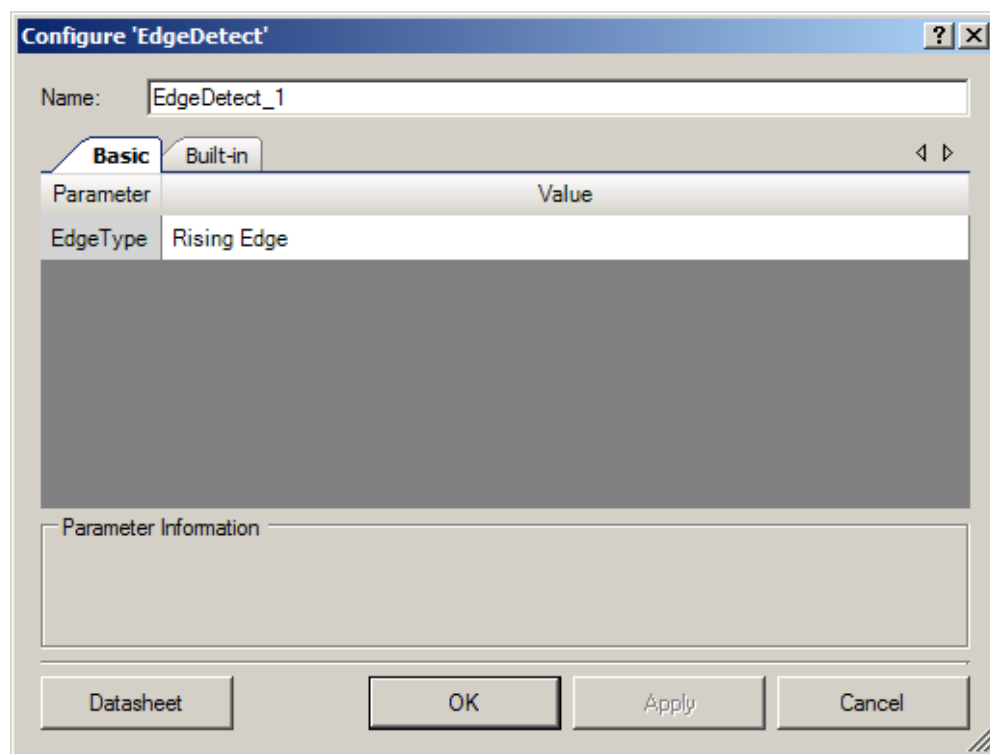 Configure 'EdgeDetect'
Name: EdgeDetect_1
Basic Built-in
Parameter Value
EdgeType Rising Edge
Parameter Information
Datasheet OK Apply Cancel